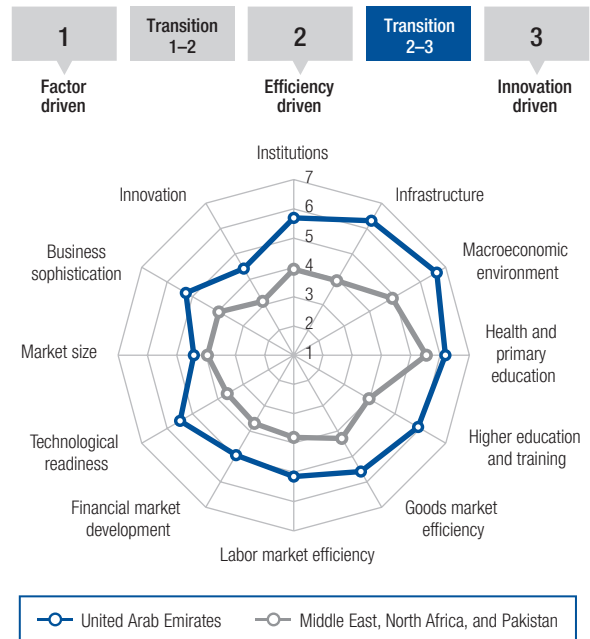 1
Transition
1–2
2
Transition
2–3
3
Factor
driven
Efficiency
driven
Innovation
driven
Institutions
Infrastructure
Macroeconomic
environment
Health and
primary
education
Higher education
and training
Goods market
efficiency
Labor market efficiency
Financial market
development
Technological
readiness
Market size
Business
sophistication
Innovation
7
6
5
4
3
2
1
United Arab Emirates
Middle East, North Africa, and Pakistan